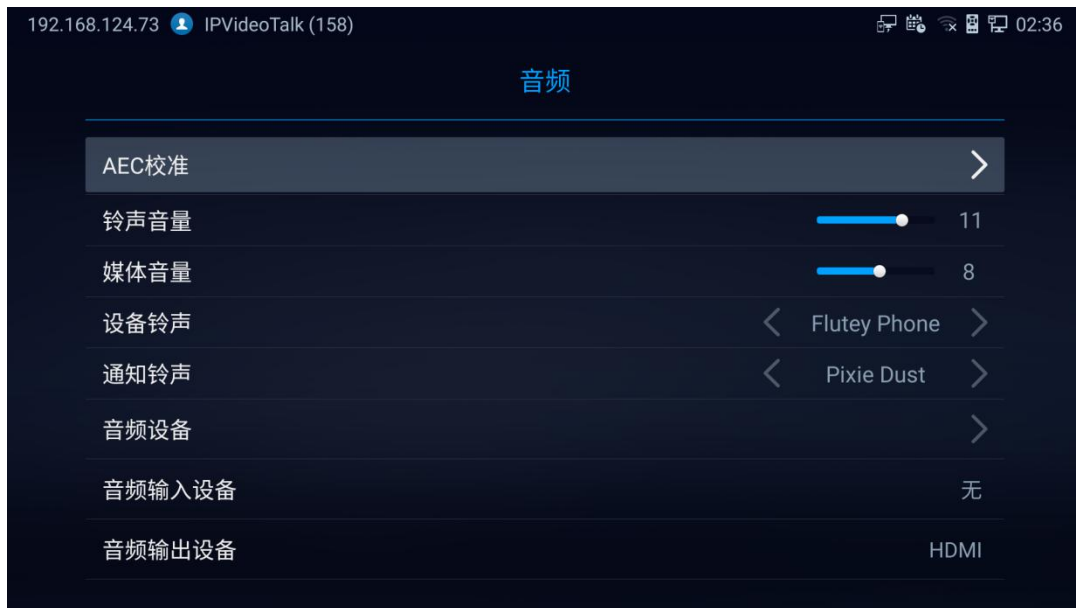 192.168.124.73 IPVideoTalk (158) 02:36
音频
AEC校准
铃声音量 11
媒体音量 8
设备铃声 Flutey Phone
通知铃声 Pixie Dust
音频设备
音频输入设备 无
音频输出设备 HDMI